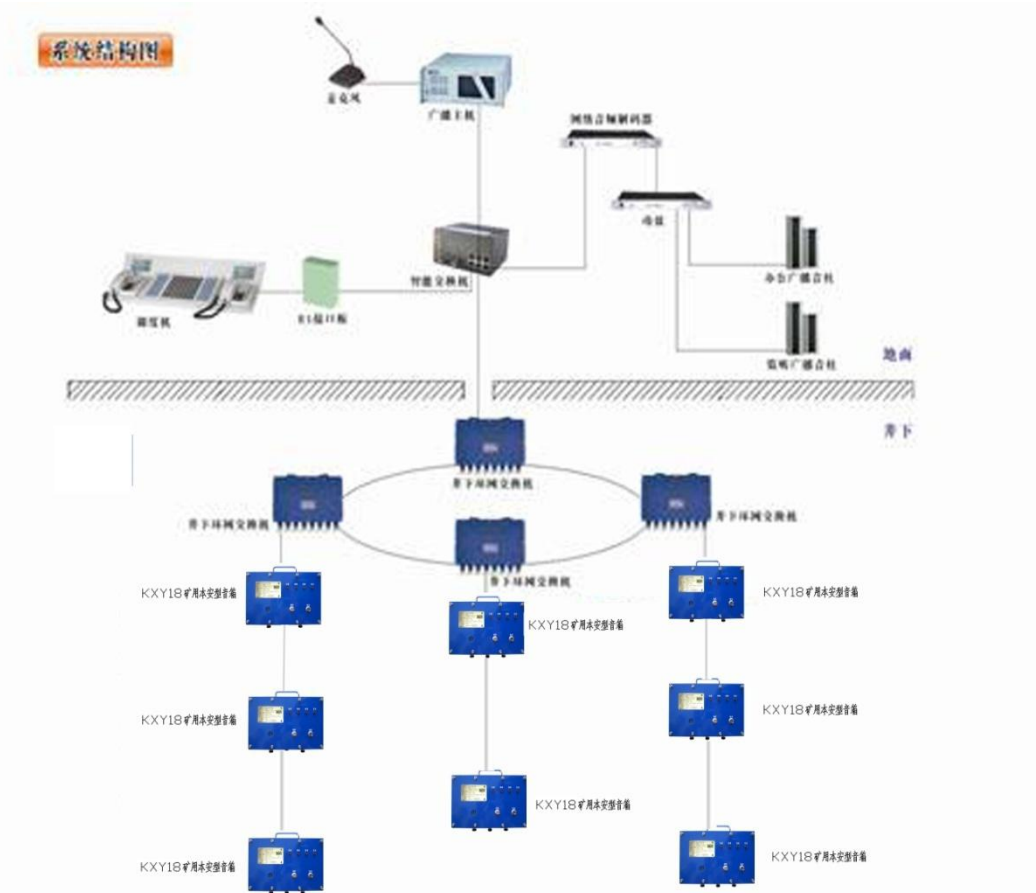 系统结构图
麦克风
广播主机
网络音频解码器
功放
智能交换机
办公广播音柱
调度机
E1接口板
监听广播音柱
地面
井下
井下环网交换机
井下环网交换机
井下环网交换机
井下环网交换机
KXY18矿用本安型音箱
KXY18矿用本安型音箱
KXY18矿用本安型音箱
KXY18矿用本安型音箱
KXY18矿用本安型音箱
KXY18矿用本安型音箱
KXY18矿用本安型音箱
KXY18矿用本安型音箱